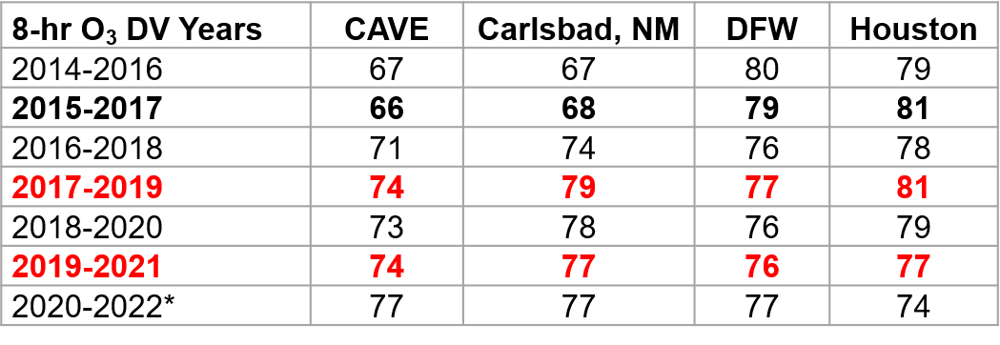 8-hr O₃ DV Years CAVE Carlsbad, NM DFW Houston
2014-2016 67 67 80 79
2015-2017 66 68 79 81
2016-2018 71 74 76 78
2017-2019 74 79 77 81
2018-2020 73 78 76 79
2019-2021 74 77 76 77
2020-2022* 77 77 77 74